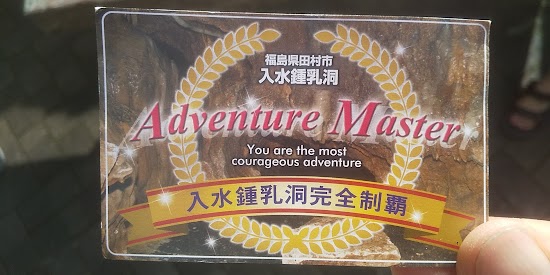 福島県田村市
入水鍾乳洞
Adventure Master
You are the most
courageous adventure
入水鍾乳洞完全制覇